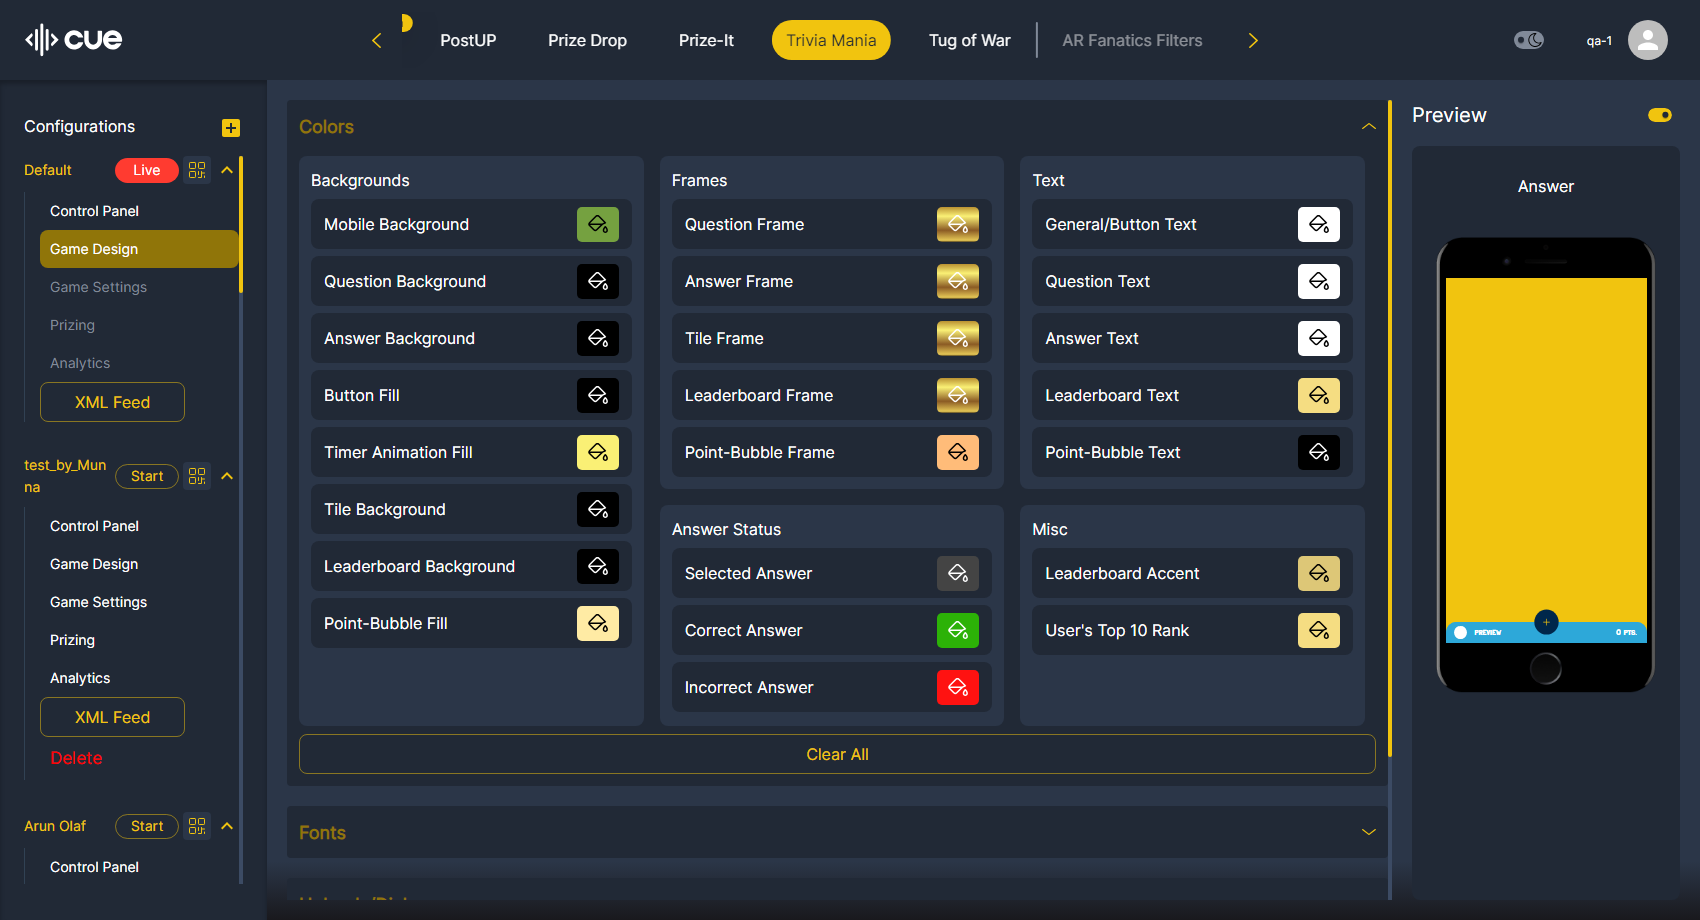 cue
PostUP
Prize Drop
Prize-It
Trivia Mania
Tug of War
AR Fanatics Filters
qa-1
Configurations
Default
Live
Control Panel
Game Design
Game Settings
Prizing
Analytics
XML Feed
test_by_Mun
na
Start
Control Panel
Game Design
Game Settings
Prizing
Analytics
XML Feed
Delete
Arun Olaf
Start
Control Panel
Colors
Backgrounds
Mobile Background
Question Background
Answer Background
Button Fill
Timer Animation Fill
Tile Background
Leaderboard Background
Point-Bubble Fill
Frames
Question Frame
Answer Frame
Tile Frame
Leaderboard Frame
Point-Bubble Frame
Text
General/Button Text
Question Text
Answer Text
Leaderboard Text
Point-Bubble Text
Answer Status
Selected Answer
Correct Answer
Incorrect Answer
Misc
Leaderboard Accent
User's Top 10 Rank
Clear All
Fonts
Preview
Answer
PREVIEW
0 PTS.